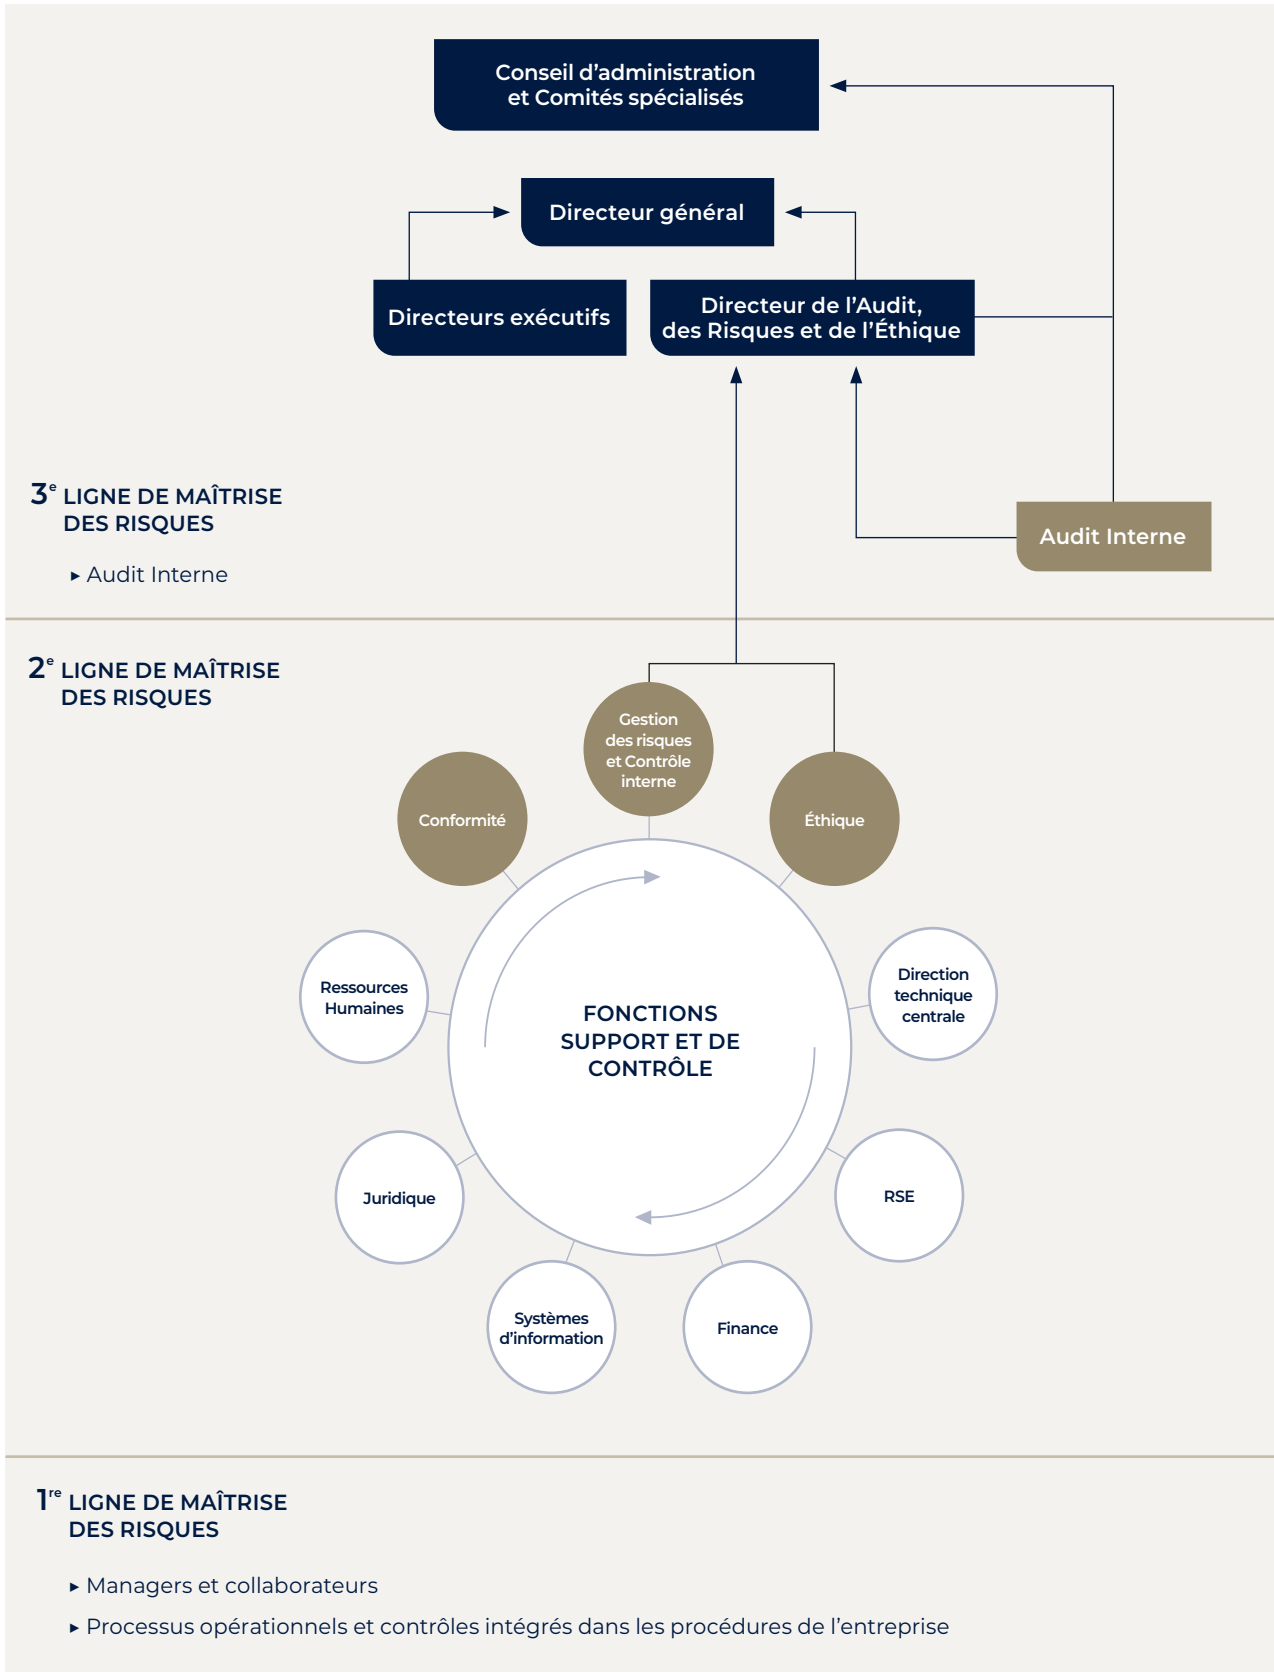 Conseil d’administration
et Comités spécialisés
Directeur général
Directeurs exécutifs
Directeur de l’Audit,
des Risques et de l’Éthique
3e LIGNE DE MAÎTRISE
DES RISQUES
▸ Audit Interne
Audit Interne
2e LIGNE DE MAÎTRISE
DES RISQUES
Gestion
des risques
et Contrôle
interne
Conformité
Éthique
Ressources
Humaines
Direction
technique
centrale
FONCTIONS
SUPPORT ET DE
CONTRÔLE
Juridique
RSE
Systèmes
d’information
Finance
1re LIGNE DE MAÎTRISE
DES RISQUES
▸ Managers et collaborateurs
▸ Processus opérationnels et contrôles intégrés dans les procédures de l’entreprise